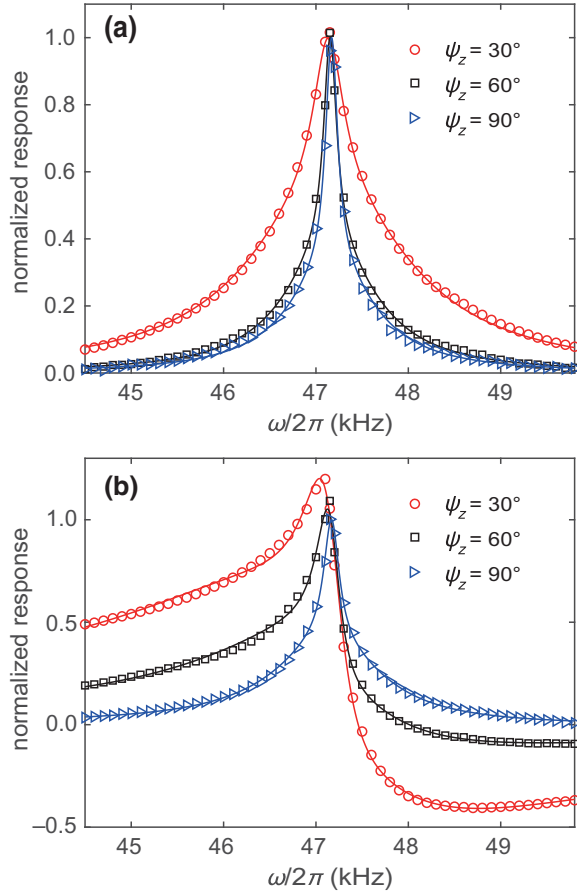 (a)
normalized response
1.0
0.8
0.6
0.4
0.2
0.0
ψz = 30°
ψz = 60°
ψz = 90°
45 46 47 48 49
ω/2π (kHz)
(b)
normalized response
1.0
0.5
0.0
−0.5
ψz = 30°
ψz = 60°
ψz = 90°
45 46 47 48 49
ω/2π (kHz)